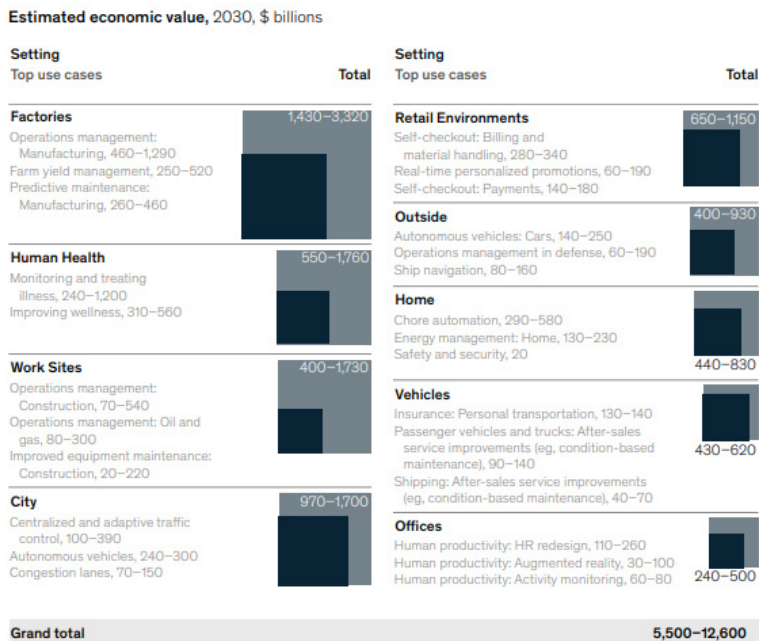 Estimated economic value, 2030, $ billions
Setting
Top use cases Total
Factories 1,430–3,320
Operations management:
Manufacturing, 460–1,290
Farm yield management, 250–520
Predictive maintenance:
Manufacturing, 260–460
Human Health 550–1,760
Monitoring and treating
illness, 240–1,200
Improving wellness, 310–560
Work Sites 400–1,730
Operations management:
Construction, 70–540
Operations management: Oil and
gas, 80–300
Improved equipment maintenance:
Construction, 20–220
City 970–1,700
Centralized and adaptive traffic
control, 100–390
Autonomous vehicles, 240–300
Congestion lanes, 70–150
Setting
Top use cases Total
Retail Environments 650–1,150
Self-checkout: Billing and
material handling, 280–340
Real-time personalized promotions, 60–190
Self-checkout: Payments, 140–180
Outside 400–930
Autonomous vehicles: Cars, 140–250
Operations management in defense, 60–190
Ship navigation, 80–160
Home
Chore automation, 290–580
Energy management: Home, 130–230
Safety and security, 20
440–830
Vehicles
Insurance: Personal transportation, 130–140
Passenger vehicles and trucks: After-sales
service improvements (eg, condition-based
maintenance), 90–140
430–620
Shipping: After-sales service improvements
(eg, condition-based maintenance), 40–70
Offices
Human productivity: HR redesign, 110–260
Human productivity: Augmented reality, 30–100
Human productivity: Activity monitoring, 60–80
240–500
Grand total 5,500–12,600